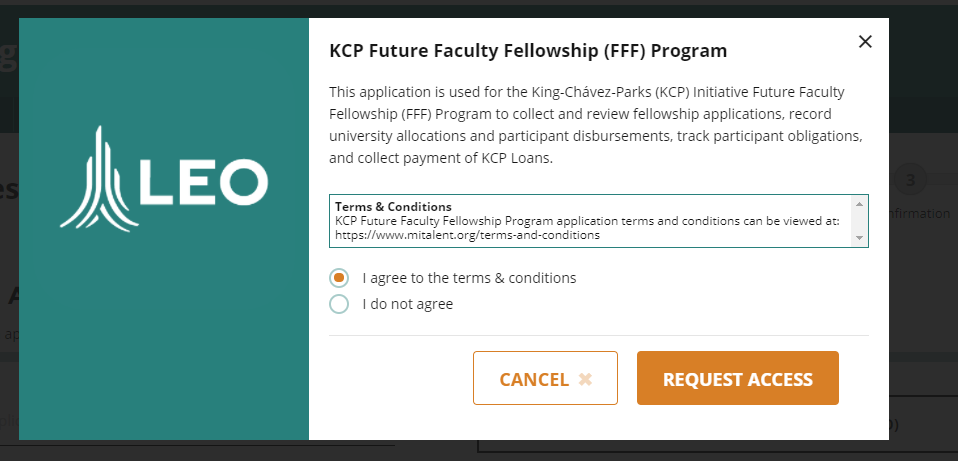 LEO
KCP Future Faculty Fellowship (FFF) Program
This application is used for the King-Chávez-Parks (KCP) Initiative Future Faculty
Fellowship (FFF) Program to collect and review fellowship applications, record
university allocations and participant disbursements, track participant obligations,
and collect payment of KCP Loans.
Terms & Conditions
KCP Future Faculty Fellowship Program application terms and conditions can be viewed at:
https://www.mitalent.org/terms-and-conditions
I agree to the terms & conditions
I do not agree
CANCEL
REQUEST ACCESS
3